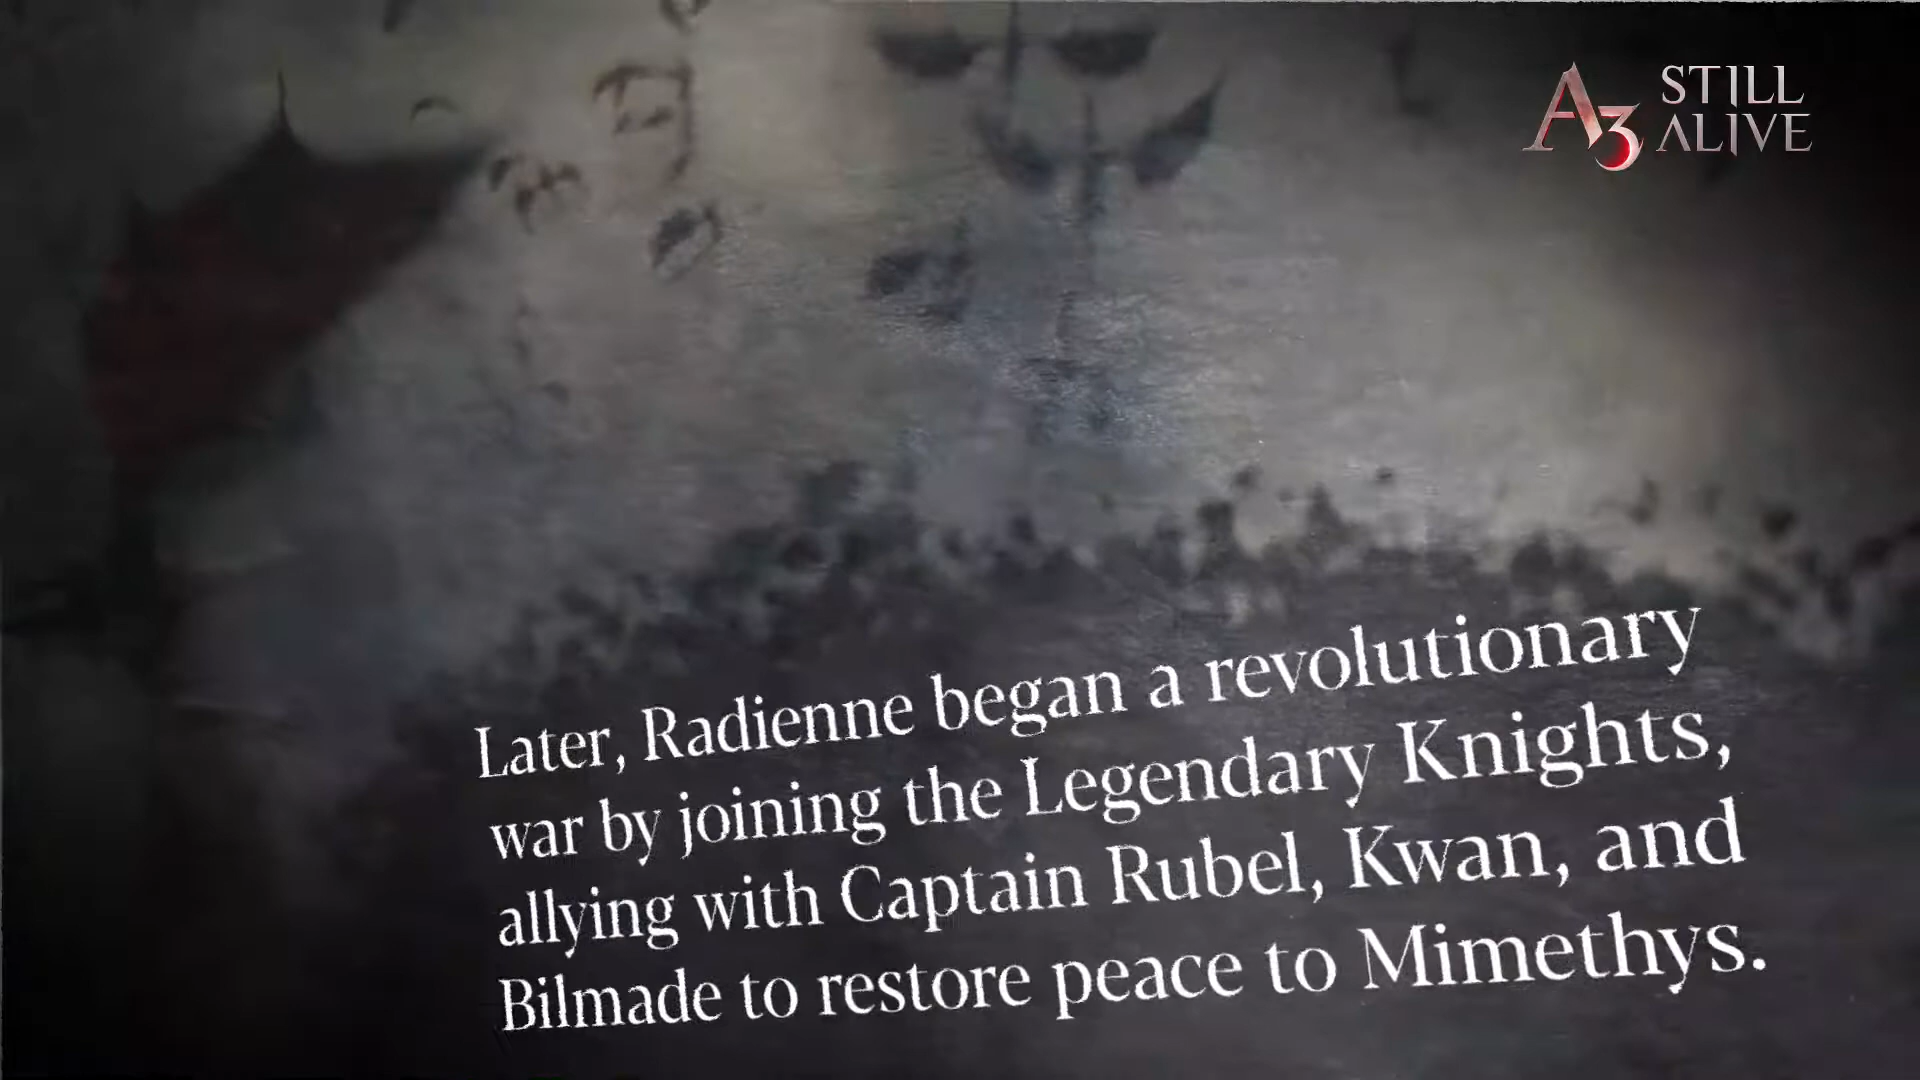 A3 STILL ALIVE
Later, Radienne began a revolutionary
war by joining the Legendary Knights,
allying with Captain Rubel, Kwan, and
Bilmade to restore peace to Mimethys.